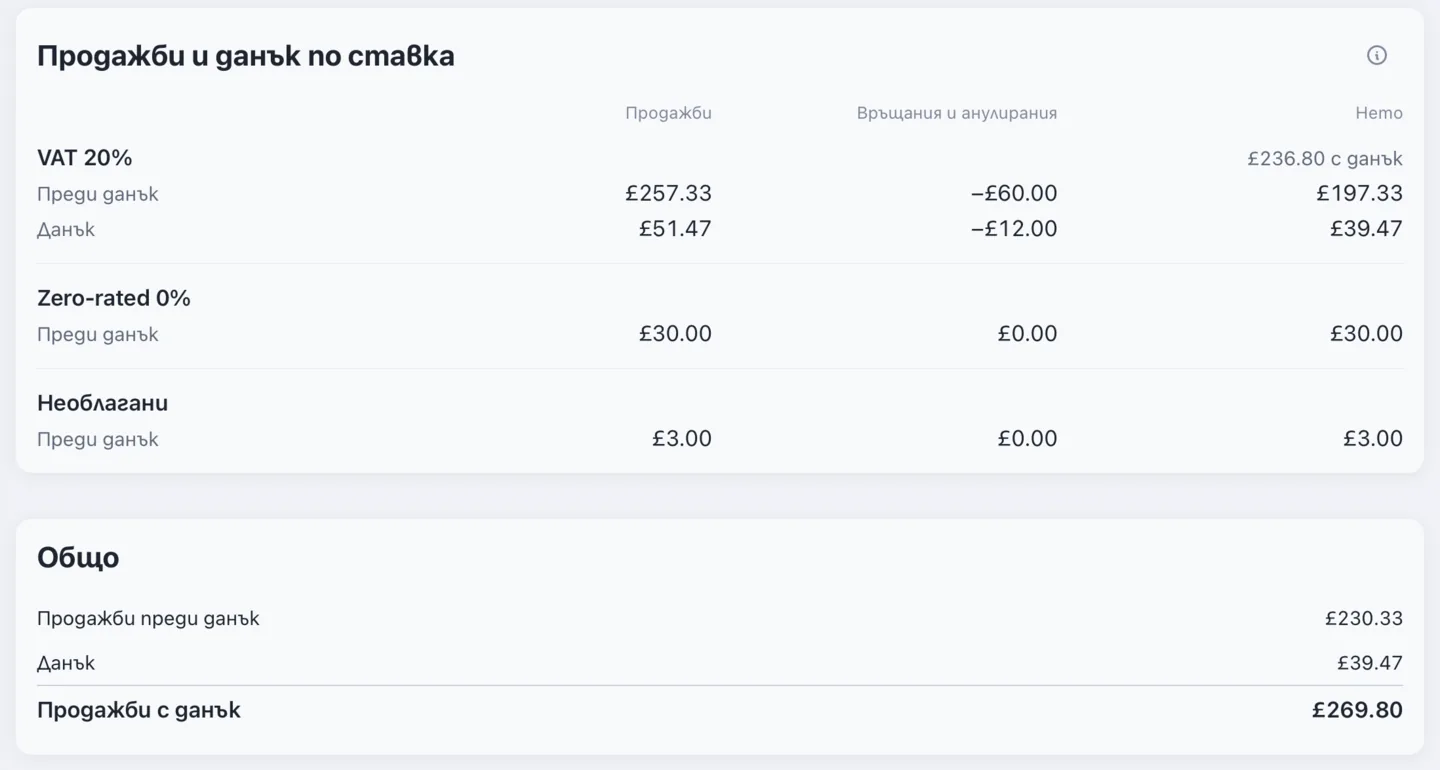 Продажби и данък по ставка
Продажби Връщания и анулирания Нето
VAT 20% £236.80 с данък
Преди данък £257.33 –£60.00 £197.33
Данък £51.47 –£12.00 £39.47
Zero-rated 0%
Преди данък £30.00 £0.00 £30.00
Необлагани
Преди данък £3.00 £0.00 £3.00
Общо
Продажби преди данък £230.33
Данък £39.47
Продажби с данък £269.80